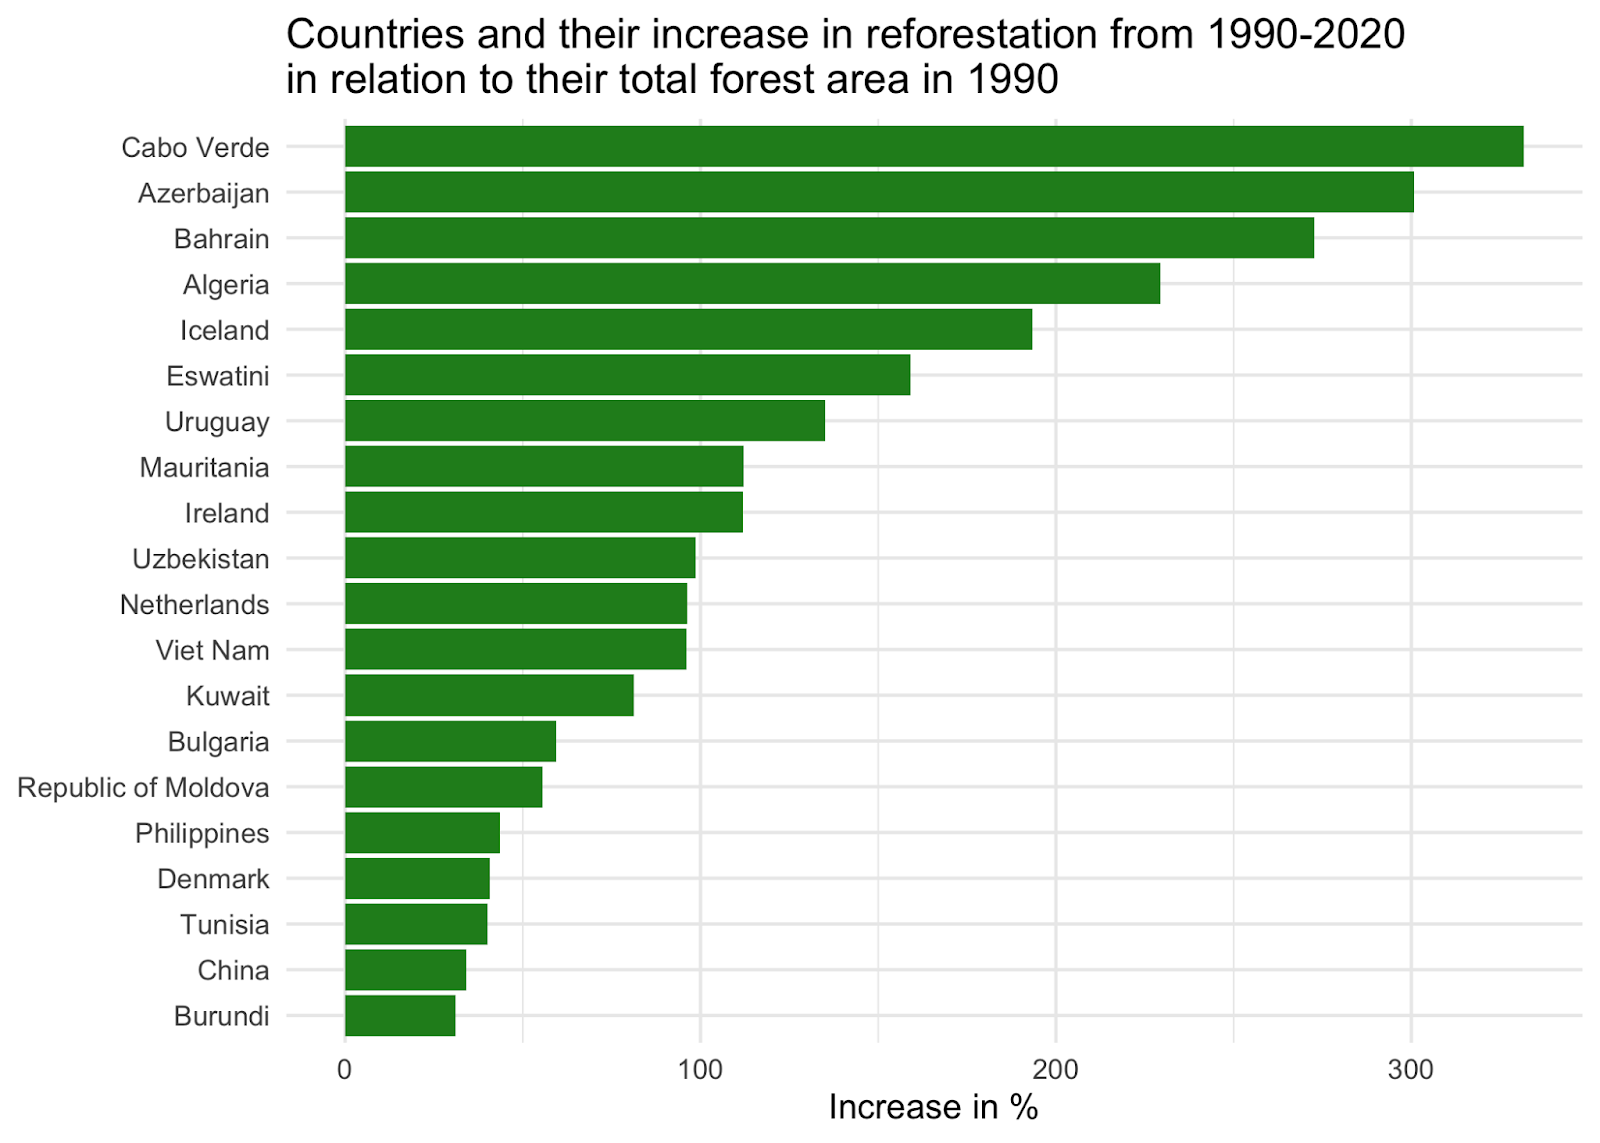 Countries and their increase in reforestation from 1990-2020
in relation to their total forest area in 1990
Cabo Verde
Azerbaijan
Bahrain
Algeria
Iceland
Eswatini
Uruguay
Mauritania
Ireland
Uzbekistan
Netherlands
Viet Nam
Kuwait
Bulgaria
Republic of Moldova
Philippines
Denmark
Tunisia
China
Burundi
0 100 200 300
Increase in %